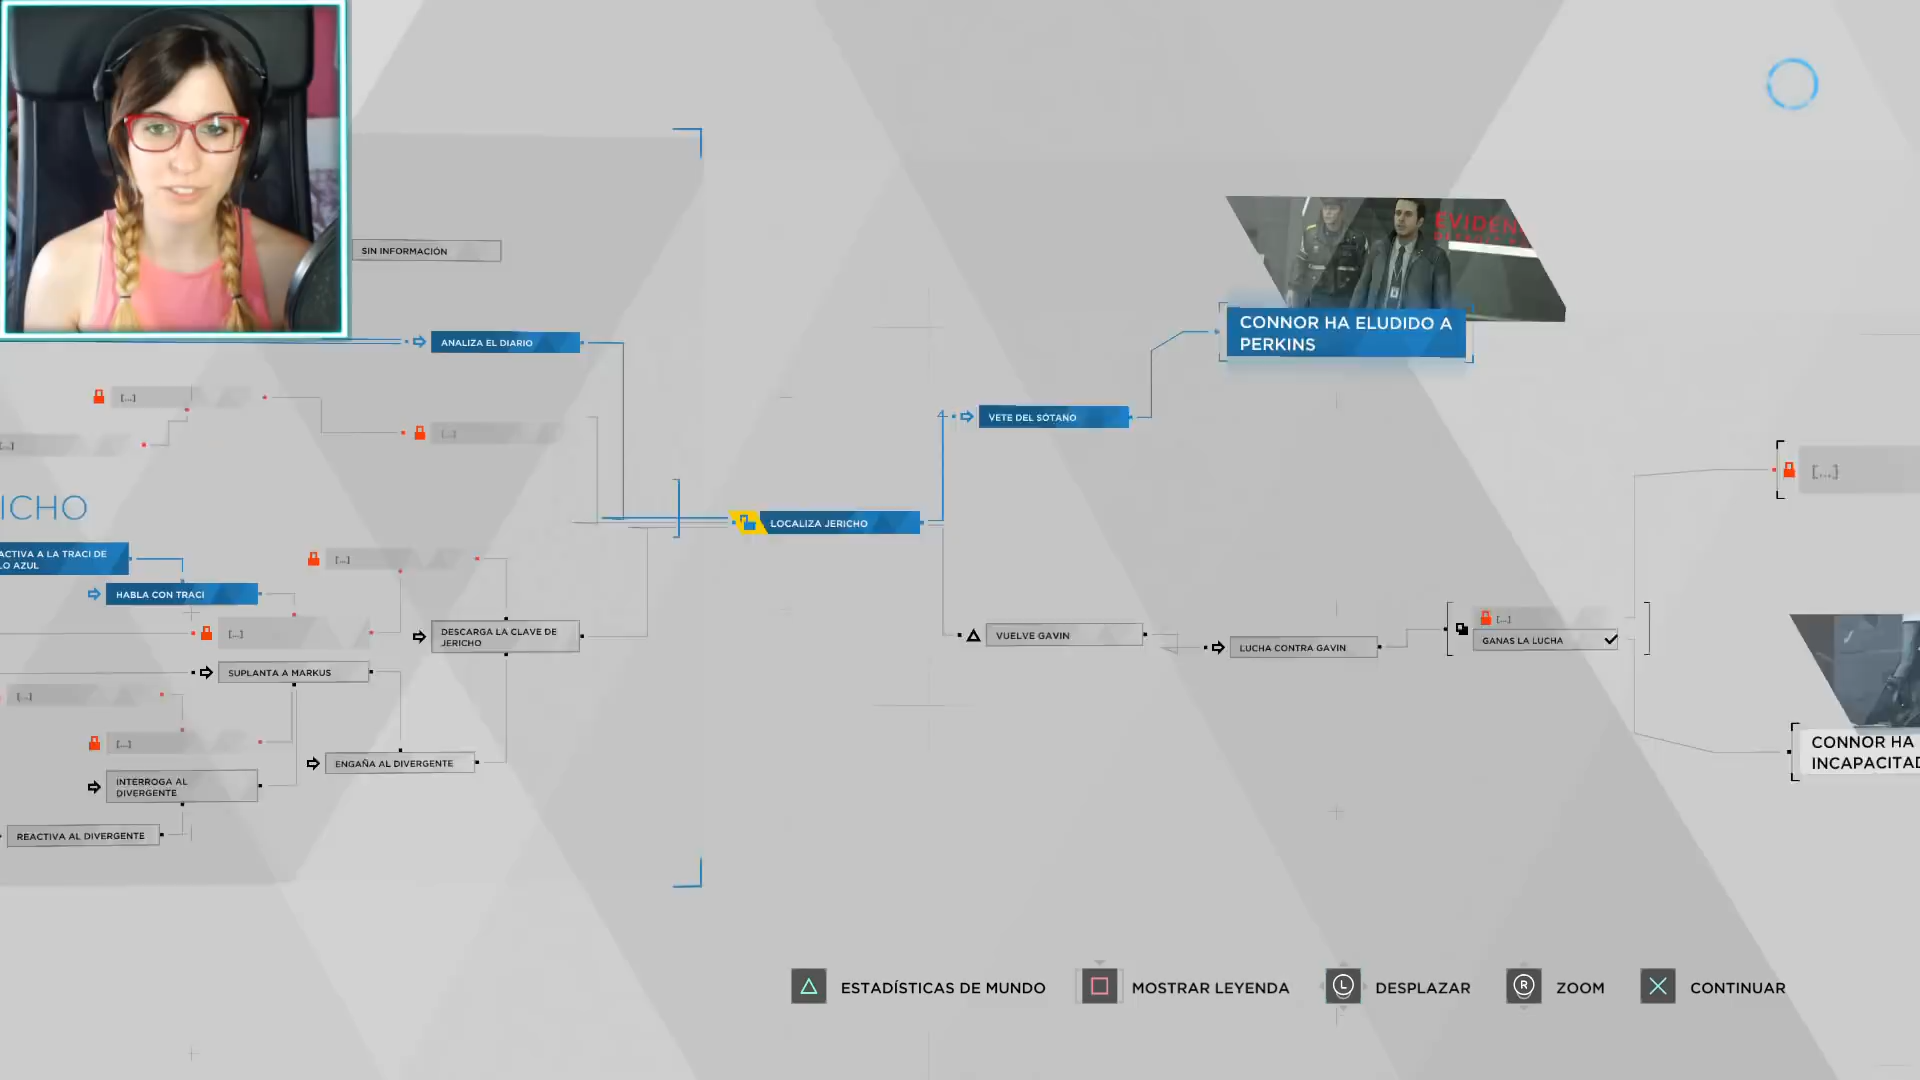 EVIDEN
SIN INFORMACIÓN
CONNOR HA ELUDIDO A
PERKINS
ANALIZA EL DIARIO
[...]
[...]
[...]
VETE DEL SÓTANO
[...]
ICHO
LOCALIZA JERICHO
ACTIVA A LA TRACI DE
LO AZUL
[...]
HABLA CON TRACI
[...]
DESCARGA LA CLAVE DE
JERICHO
VUELVE GAVIN
LUCHA CONTRA GAVIN
[...]
GANAS LA LUCHA
SUPLANTA A MARKUS
[...]
[...]
ENGAÑA AL DIVERGENTE
INTERROGA AL
DIVERGENTE
REACTIVA AL DIVERGENTE
CONNOR HA
INCAPACITAD
ESTADÍSTICAS DE MUNDO
MOSTRAR LEYENDA
L
DESPLAZAR
R
ZOOM
CONTINUAR